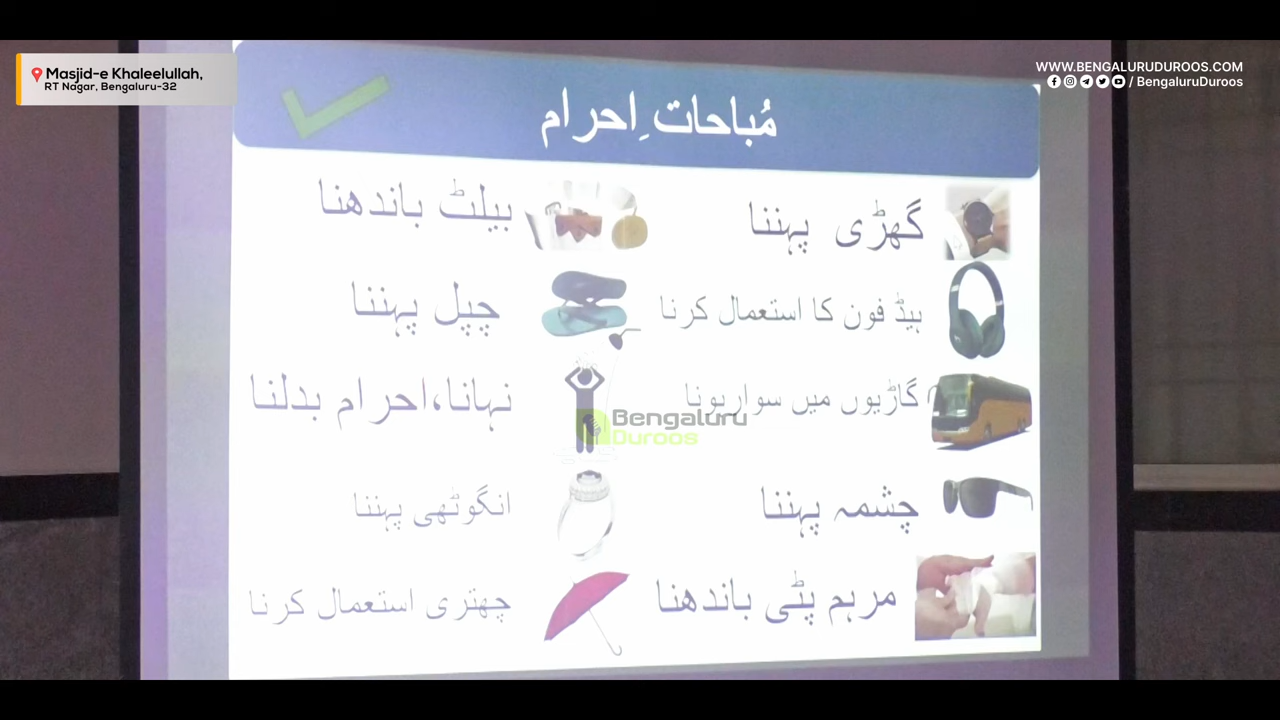 Masjid-e Khaleelullah,
RT Nagar, Bengaluru-32
WWW.BENGALURUDUROOS.COM
/ BengaluruDuroos
مُباحاتِ احرام
گھڑی پہننا
بیلٹ باندھنا
ہیڈ فون کا استعمال کرنا
چپل پہننا
گاڑیوں میں سوارہونا
نہانا،احرام بدلنا
Bengaluru
Duroos
چشمہ پہننا
انگوٹھی پہننا
مرہم پٹی باندھنا
چھتری استعمال کرنا